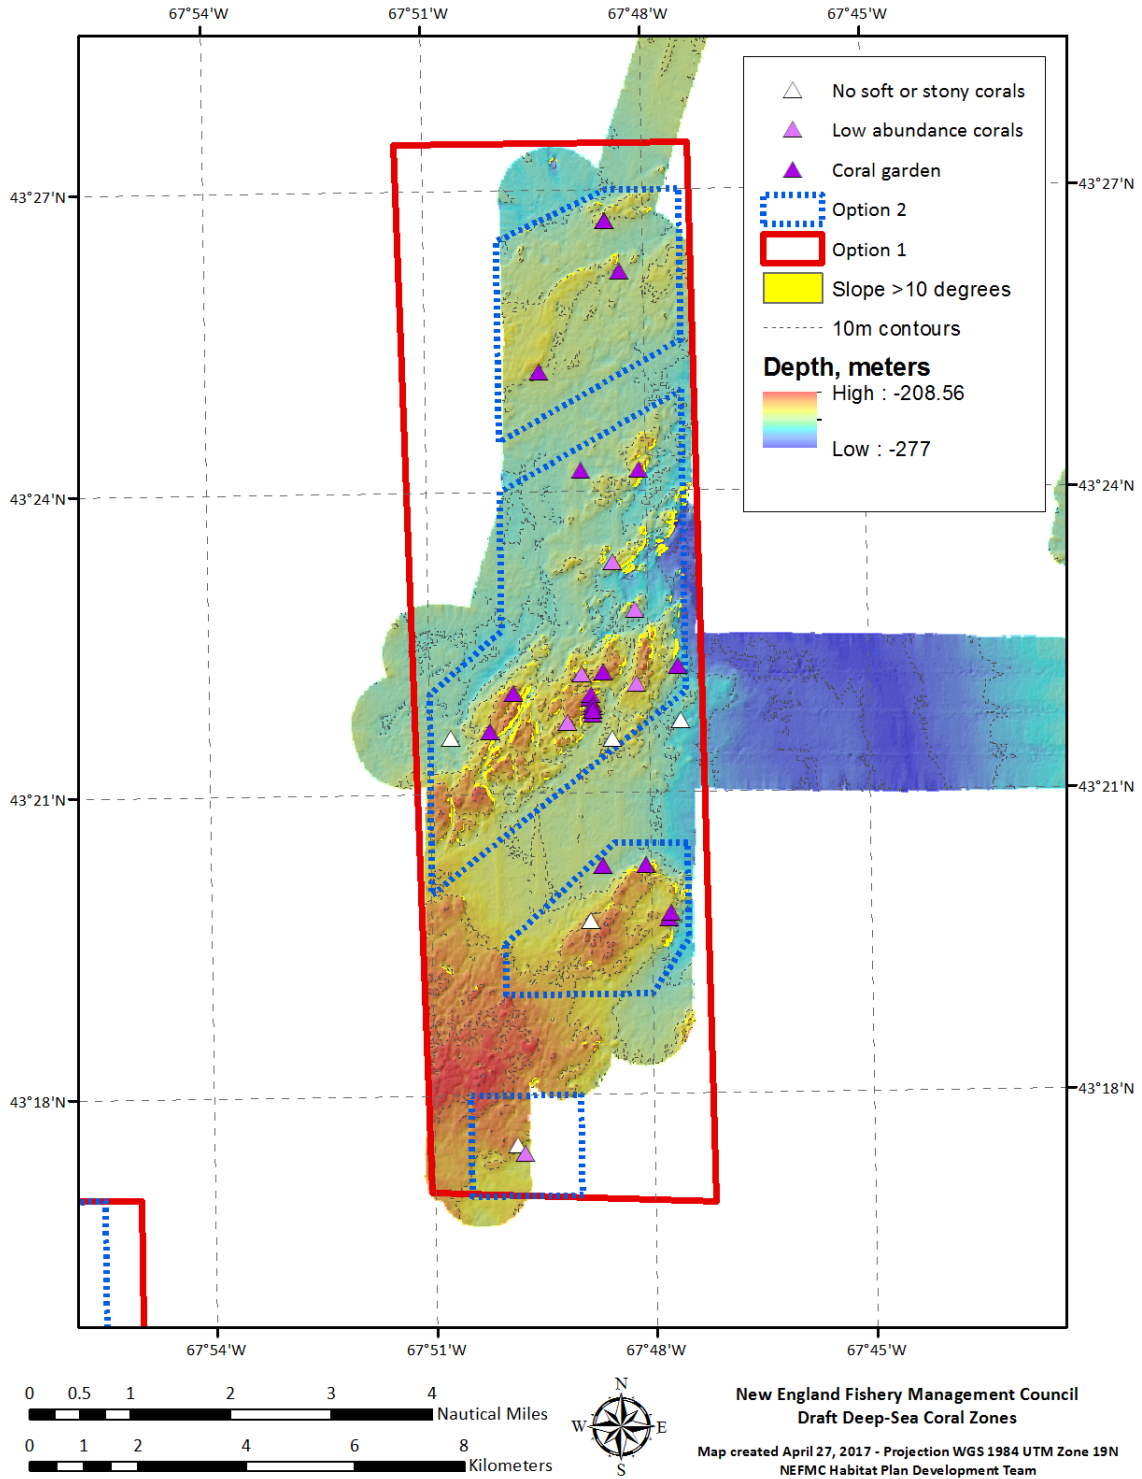 67°54'W 67°51'W 67°48'W 67°45'W
No soft or stony corals
Low abundance corals
Coral garden
Option 2
Option 1
Slope >10 degrees
10m contours
Depth, meters
High : -208.56
Low : -277
43°27'N 43°27'N
43°24'N 43°24'N
43°21'N 43°21'N
43°18'N 43°18'N
67°54'W 67°51'W 67°48'W 67°45'W
0 0.5 1 2 3 4
Nautical Miles
0 1 2 4 6 8
Kilometers
N
W E
S
New England Fishery Management Council
Draft Deep-Sea Coral Zones
Map created April 27, 2017 - Projection WGS 1984 UTM Zone 19N
NEFMC Habitat Plan Development Team